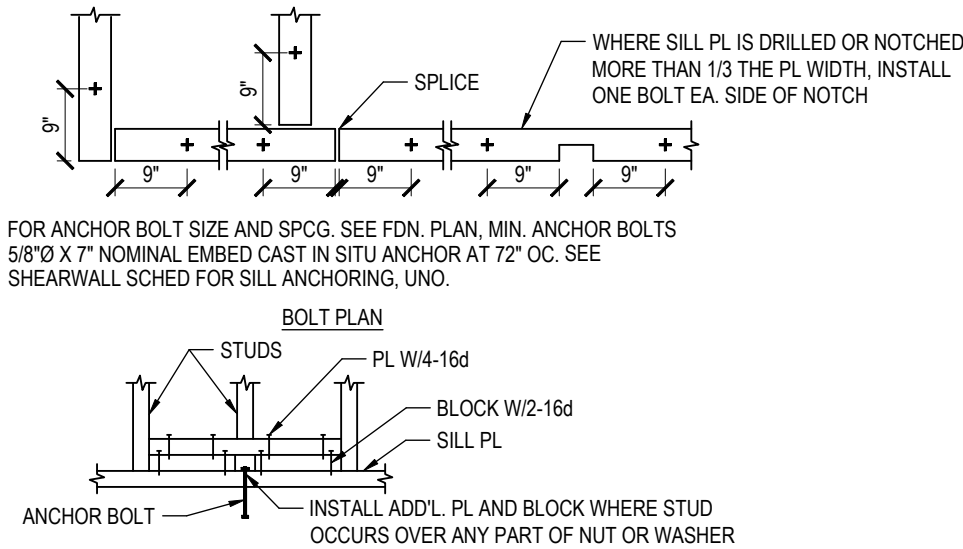 WHERE SILL PL IS DRILLED OR NOTCHED
MORE THAN 1/3 THE PL WIDTH, INSTALL
ONE BOLT EA. SIDE OF NOTCH
SPLICE
9"
9"
9"
9"
9"
9"
9"
FOR ANCHOR BOLT SIZE AND SPCG. SEE FDN. PLAN, MIN. ANCHOR BOLTS
5/8"Ø X 7" NOMINAL EMBED CAST IN SITU ANCHOR AT 72" OC. SEE
SHEARWALL SCHED FOR SILL ANCHORING, UNO.
BOLT PLAN
STUDS
PL W/4-16d
BLOCK W/2-16d
SILL PL
ANCHOR BOLT
INSTALL ADD'L. PL AND BLOCK WHERE STUD
OCCURS OVER ANY PART OF NUT OR WASHER